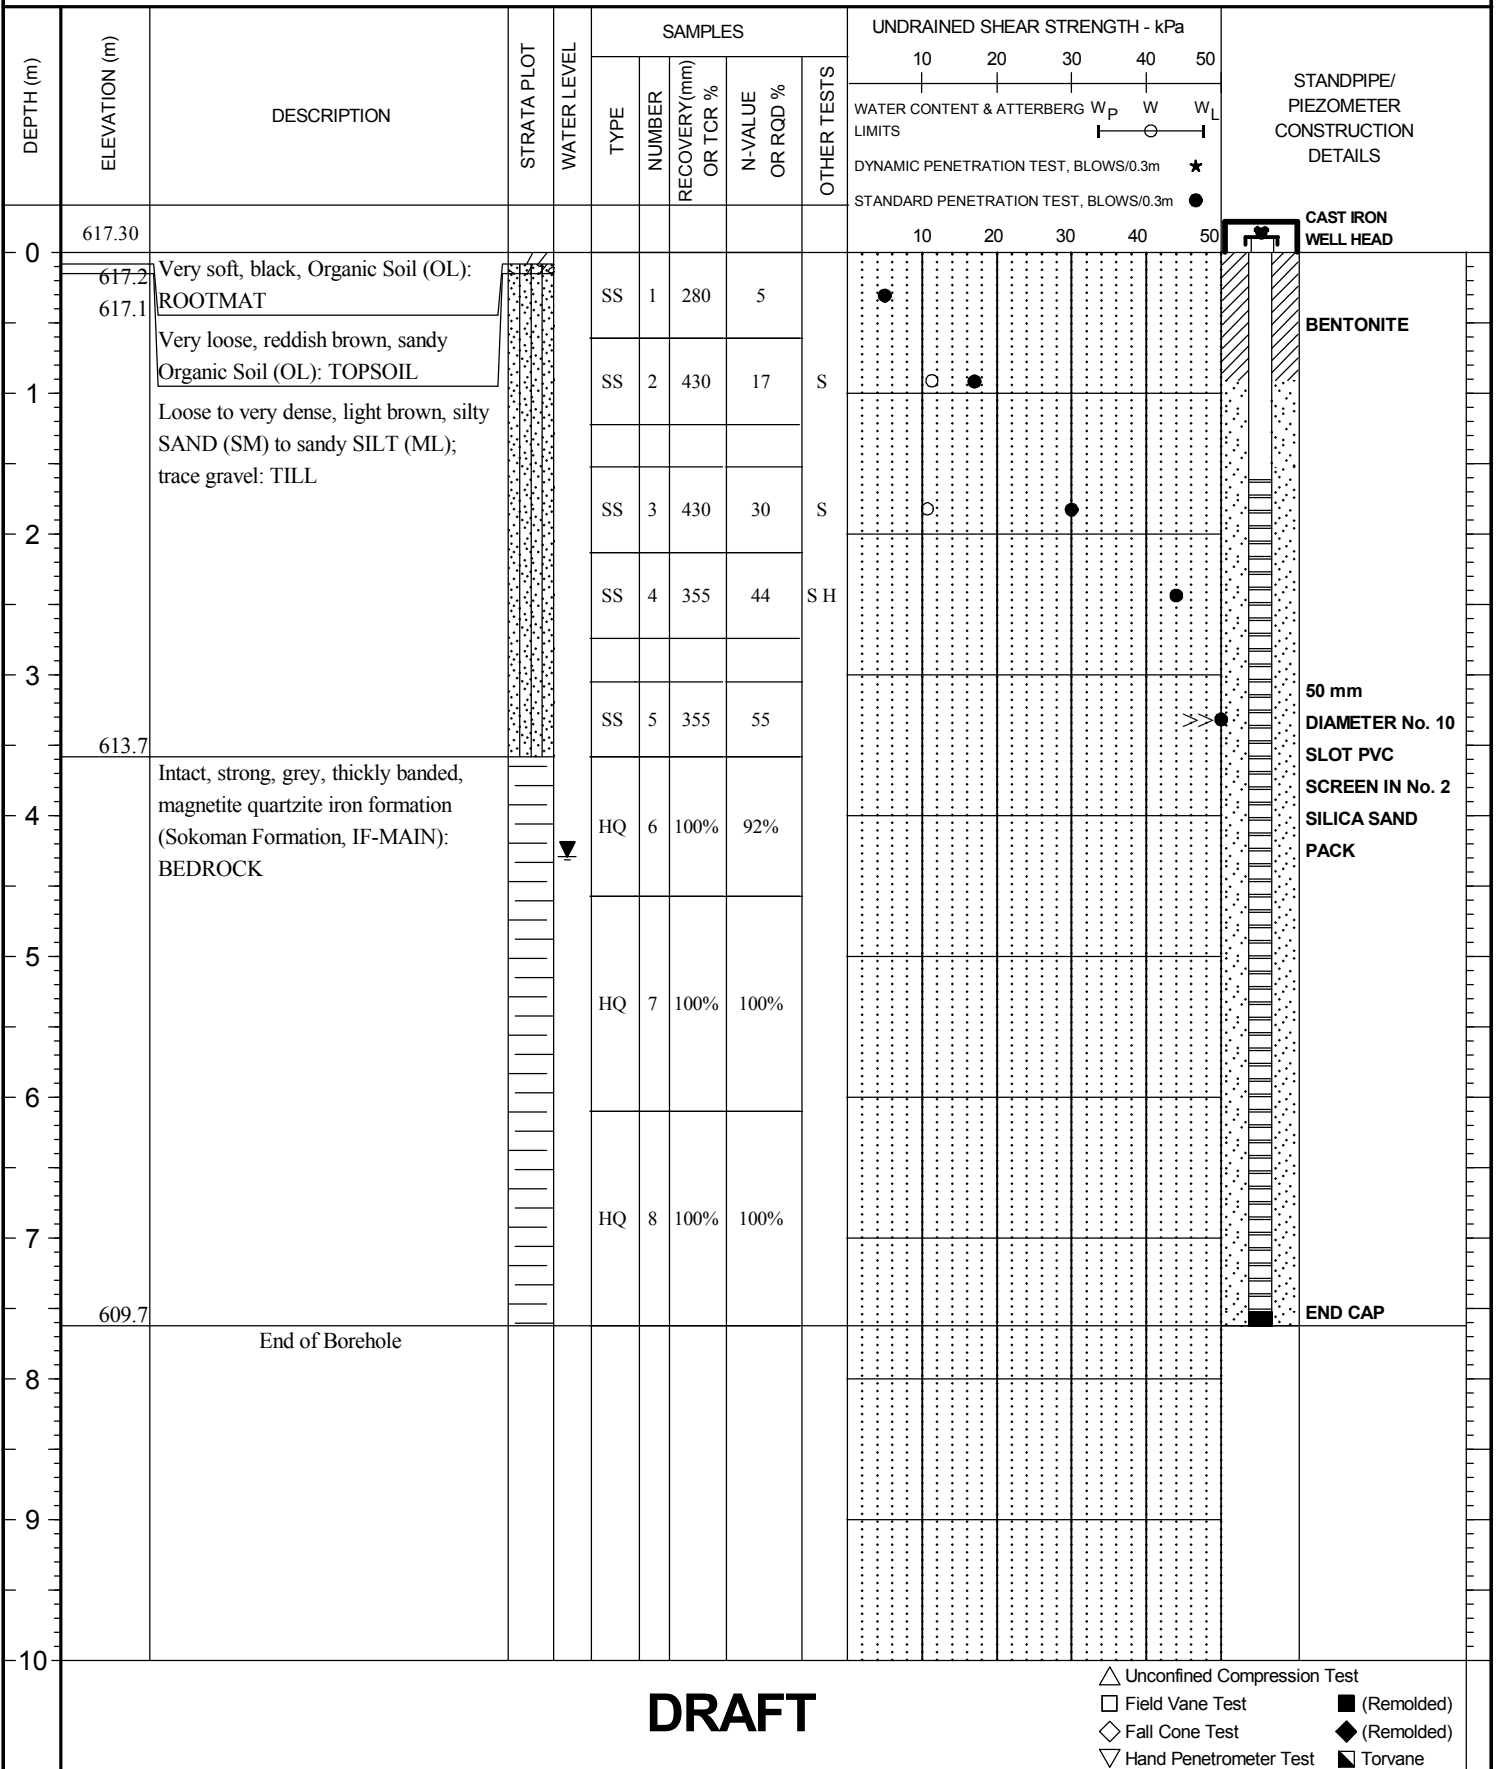 DEPTH (m)
ELEVATION (m)
DESCRIPTION
STRATA PLOT
WATER LEVEL
SAMPLES
TYPE
NUMBER
RECOVERY(mm)
OR TCR %
N-VALUE
OR RQD %
OTHER TESTS
UNDRAINED SHEAR STRENGTH - kPa
10 20 30 40 50
WATER CONTENT & ATTERBERG WP W WL
LIMITS
DYNAMIC PENETRATION TEST, BLOWS/0.3m
STANDARD PENETRATION TEST, BLOWS/0.3m
10 20 30 40 50
STANDPIPE/
PIEZOMETER
CONSTRUCTION
DETAILS
CAST IRON
WELL HEAD
617.30
0
617.2
Very soft, black, Organic Soil (OL):
ROOTMAT
617.1
SS 1 280 5
BENTONITE
Very loose, reddish brown, sandy
Organic Soil (OL): TOPSOIL
SS 2 430 17 S
1
Loose to very dense, light brown, silty
SAND (SM) to sandy SILT (ML);
trace gravel: TILL
SS 3 430 30 S
2
SS 4 355 44 S H
3
SS 5 355 55
>>
50 mm
DIAMETER No. 10
SLOT PVC
SCREEN IN No. 2
SILICA SAND
PACK
613.7
Intact, strong, grey, thickly banded,
magnetite quartzite iron formation
(Sokoman Formation, IF-MAIN):
BEDROCK
4
HQ 6 100% 92%
5
HQ 7 100% 100%
6
HQ 8 100% 100%
7
609.7
END CAP
End of Borehole
8
9
10
DRAFT
Unconfined Compression Test
Field Vane Test (Remolded)
Fall Cone Test (Remolded)
Hand Penetrometer Test Torvane